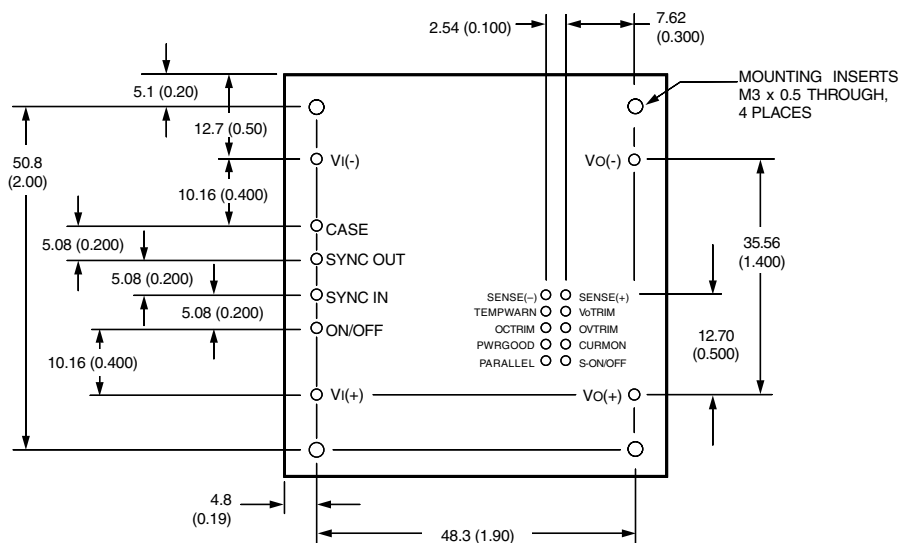 2.54 (0.100)
7.62
(0.300)
MOUNTING INSERTS
M3 x 0.5 THROUGH,
4 PLACES
5.1 (0.20)
12.7 (0.50)
50.8
(2.00)
VI(-)
VO(-)
10.16 (0.400)
CASE
5.08 (0.200)
SYNC OUT
35.56
(1.400)
5.08 (0.200)
SYNC IN
SENSE(–)
SENSE(+)
TEMPWARN
VoTRIM
5.08 (0.200)
ON/OFF
OCTRIM
OVTRIM
12.70
(0.500)
PWRGOOD
CURMON
10.16 (0.400)
PARALLEL
S-ON/OFF
VI(+)
VO(+)
4.8
(0.19)
48.3 (1.90)